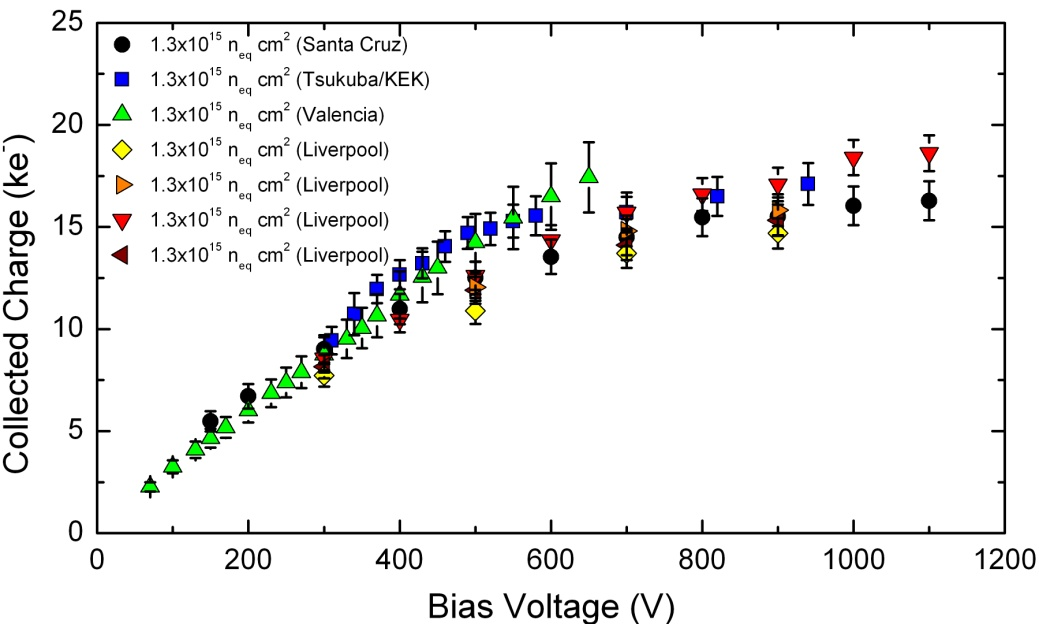 Collected Charge (ke⁻)
25
20
15
10
5
0
1.3x10¹⁵ n_eq cm² (Santa Cruz)
1.3x10¹⁵ n_eq cm² (Tsukuba/KEK)
1.3x10¹⁵ n_eq cm² (Valencia)
1.3x10¹⁵ n_eq cm² (Liverpool)
1.3x10¹⁵ n_eq cm² (Liverpool)
1.3x10¹⁵ n_eq cm² (Liverpool)
1.3x10¹⁵ n_eq cm² (Liverpool)
0 200 400 600 800 1000 1200
Bias Voltage (V)